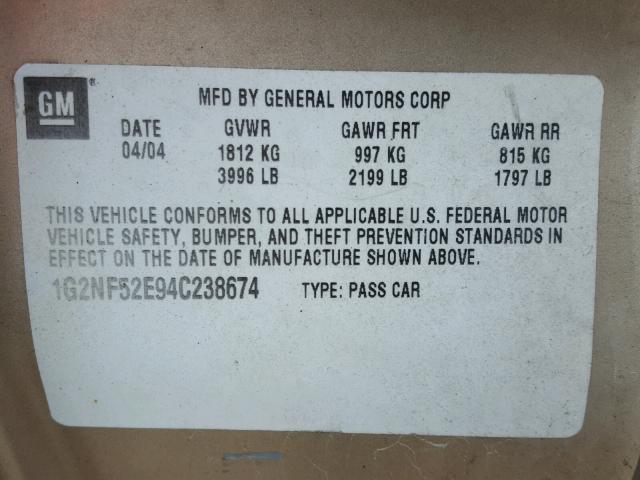 GM® MFD BY GENERAL MOTORS CORP
DATE GVWR GAWR FRT GAWR RR
04/04 1812 KG 997 KG 815 KG
3996 LB 2199 LB 1797 LB
THIS VEHICLE CONFORMS TO ALL APPLICABLE U.S. FEDERAL MOTOR
VEHICLE SAFETY, BUMPER, AND THEFT PREVENTION STANDARDS IN
EFFECT ON THE DATE OF MANUFACTURE SHOWN ABOVE.
1G2NF52E94C238674 TYPE: PASS CAR